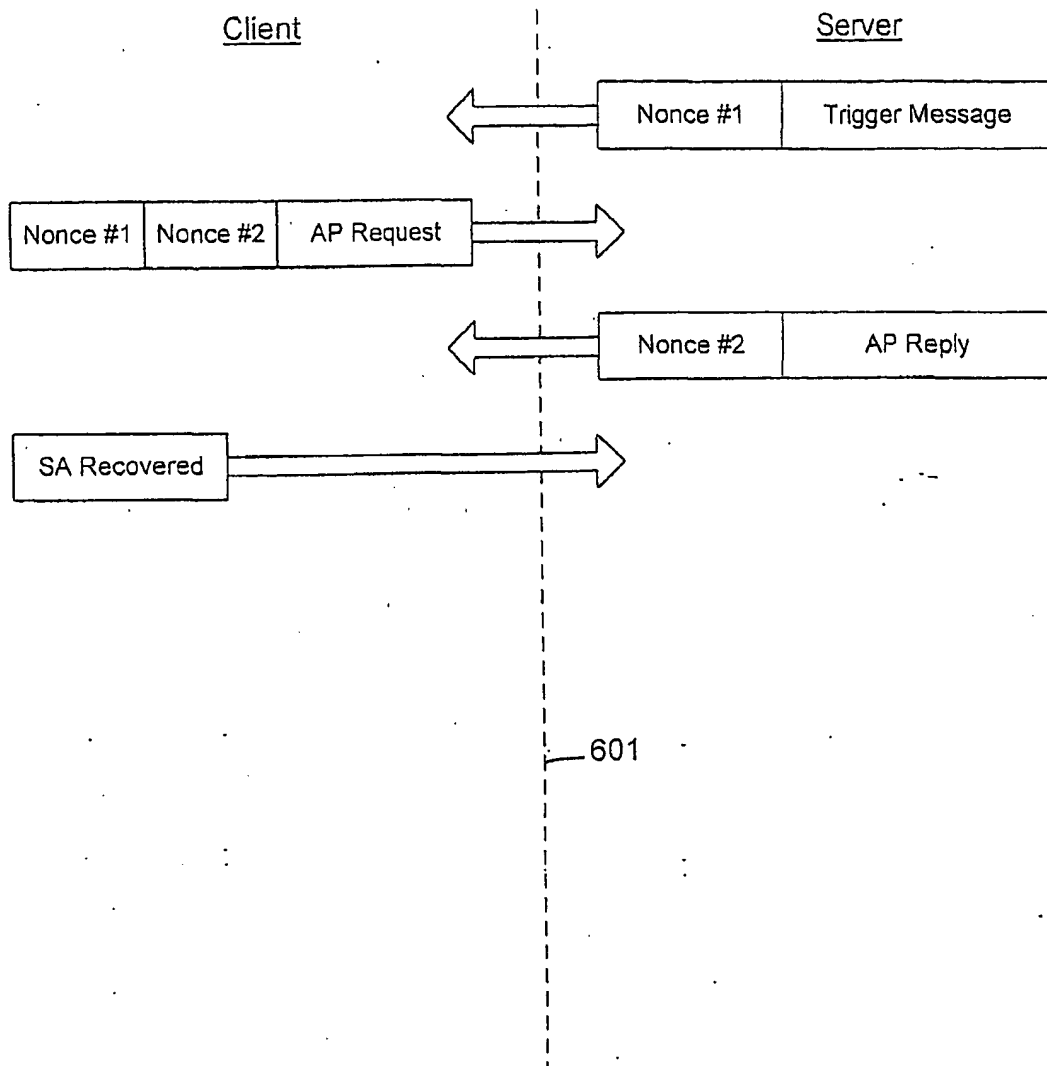 Client Server
Nonce #1 Trigger Message
Nonce #1 Nonce #2 AP Request
Nonce #2 AP Reply
SA Recovered
601